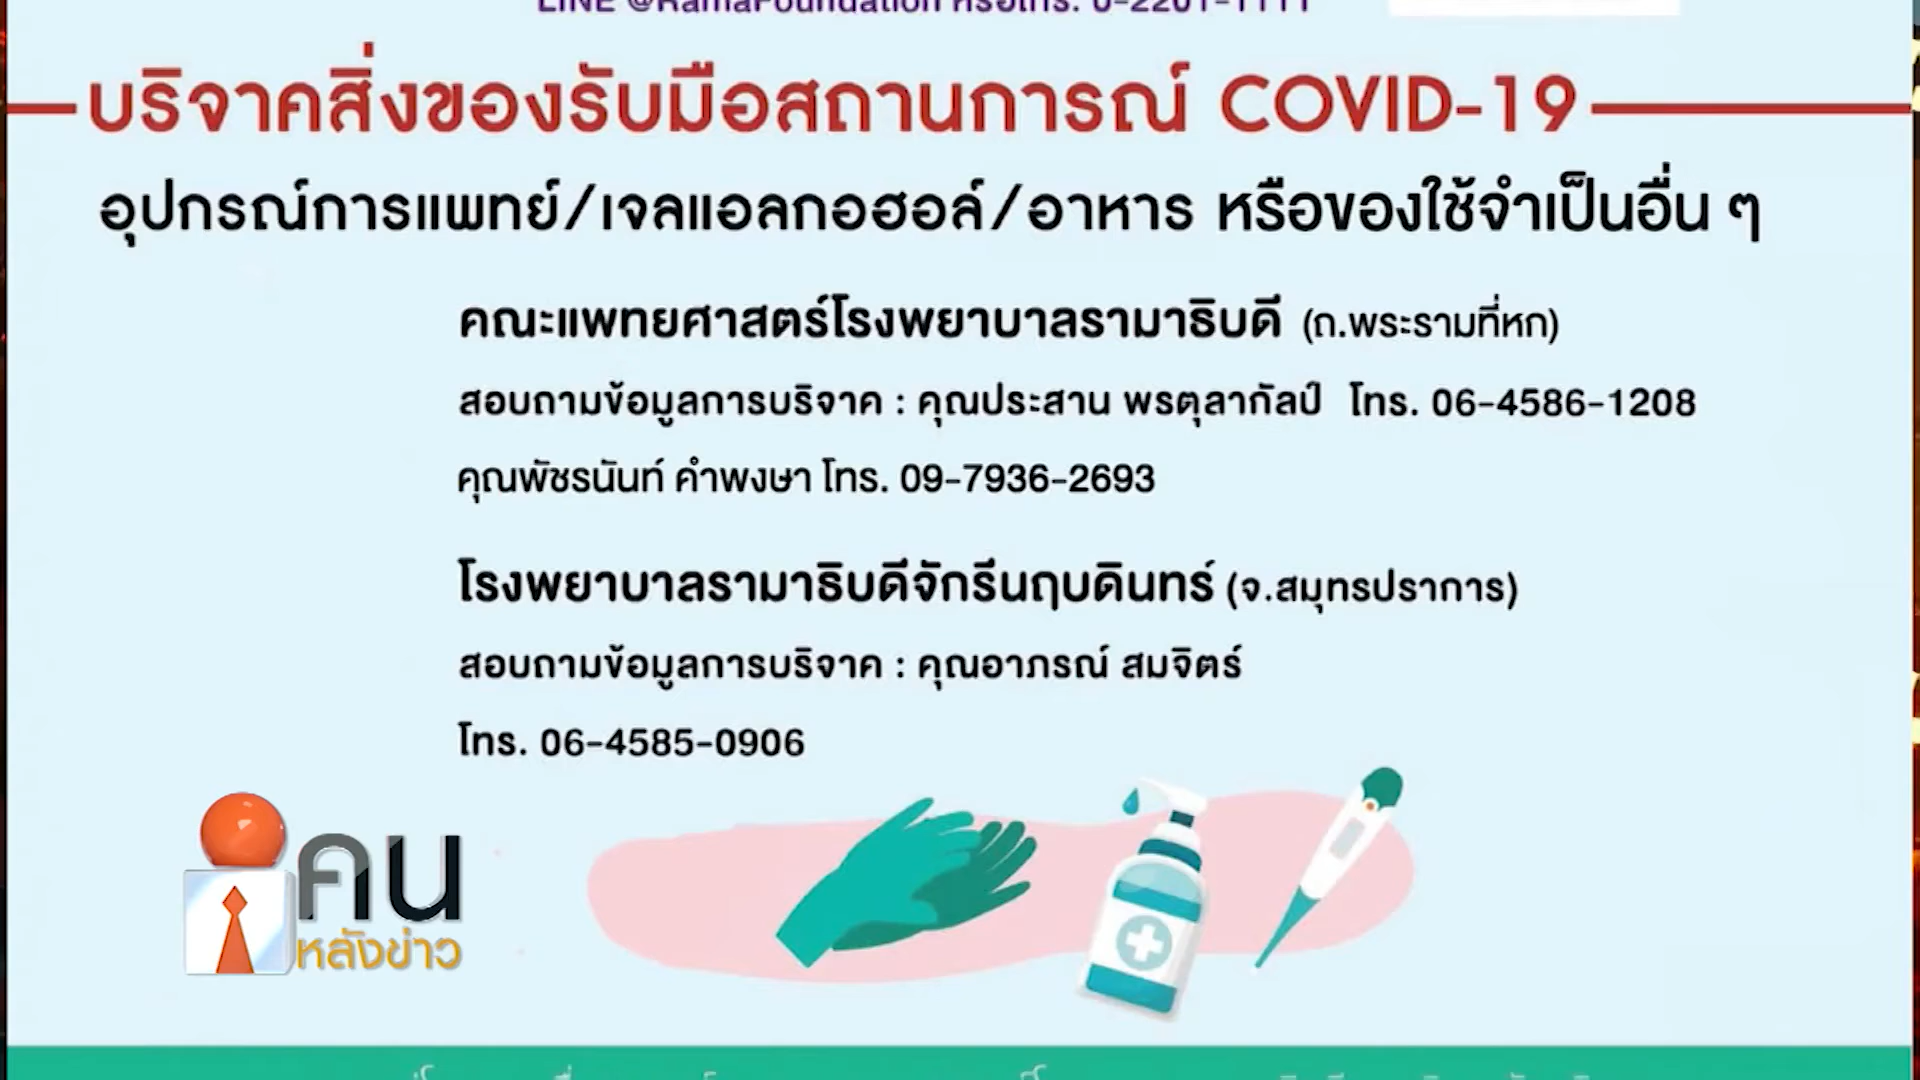 LINE @RamaFoundation หรือโทร. 0-2201-1111
บริจาคสิ่งของรับมือสถานการณ์ COVID-19
อุปกรณ์การแพทย์/เจลแอลกอฮอล์/อาหาร หรือของใช้จำเป็นอื่น ๆ
คณะแพทยศาสตร์โรงพยาบาลรามาธิบดี (ถ.พระรามที่หก)
สอบถามข้อมูลการบริจาค : คุณประสาน พรตุลากัลป์ โทร. 06-4586-1208
คุณพัชรนันท์ คำพงษา โทร. 09-7936-2693
โรงพยาบาลรามาธิบดีจักรีนฤบดินทร์ (จ.สมุทรปราการ)
สอบถามข้อมูลการบริจาค : คุณอาภรณ์ สมจิตร์
โทร. 06-4585-0906
คน
หลังข่าว